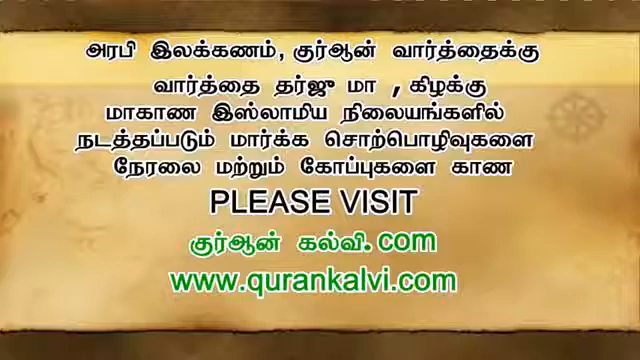 அரபி இலக்கணம், குர்ஆன் வார்த்தைக்கு
வார்த்தை தர்ஜு மா , கிழக்கு
மாகாண இஸ்லாமிய நிலையங்களில்
நடத்தப்படும் மார்க்க சொற்பொழிவுகளை
நேரலை மற்றும் கோப்புகளை காண
PLEASE VISIT
குர்ஆன் கல்வி. com
www.qurankalvi.com